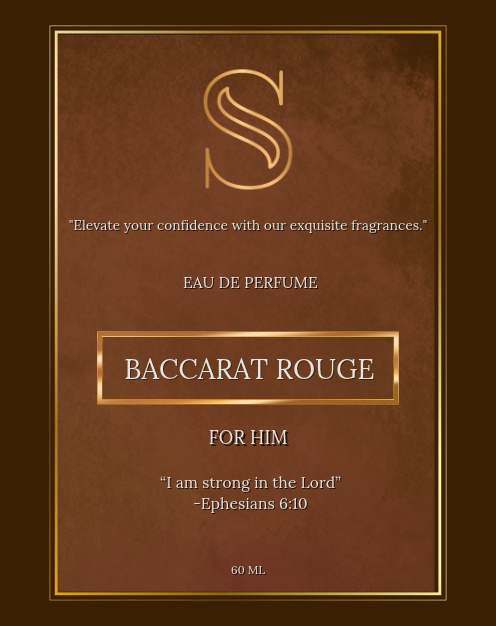 S
"Elevate your confidence with our exquisite fragrances."
EAU DE PERFUME
BACCARAT ROUGE
FOR HIM
“I am strong in the Lord”
-Ephesians 6:10
60 ML